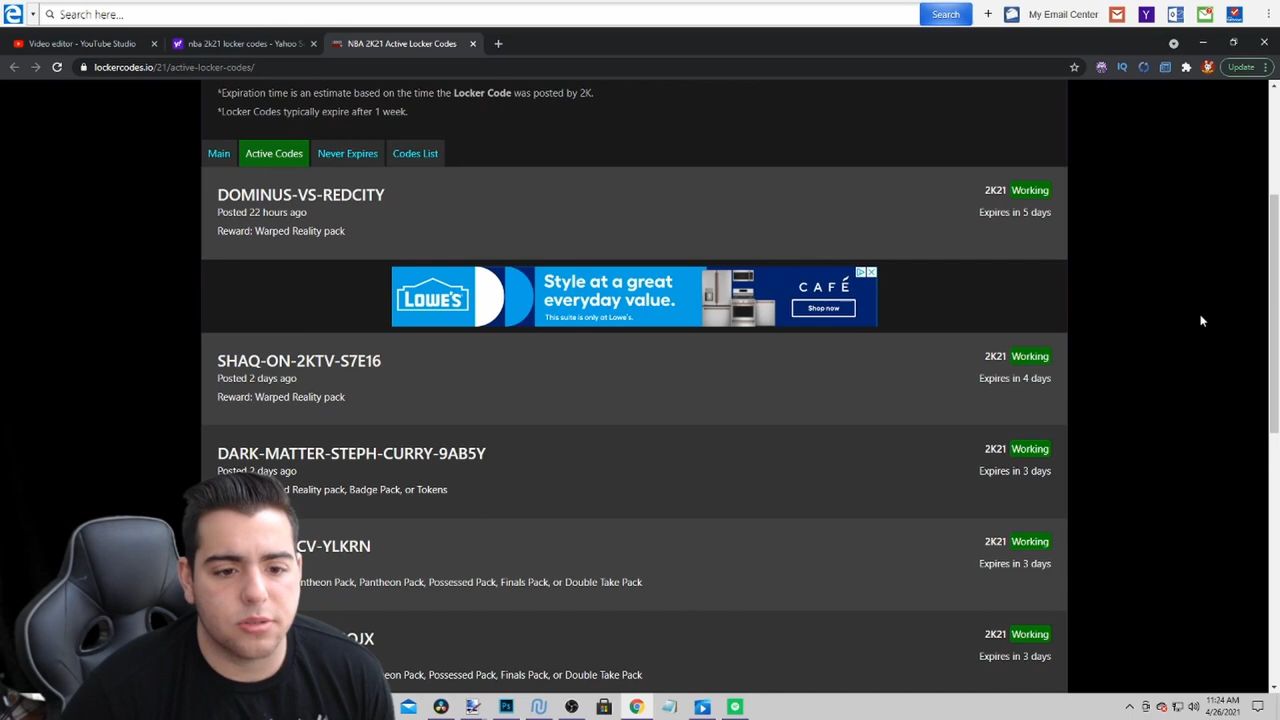 Search here...
Search
My Email Center
Video editor - YouTube Studio
nba 2k21 locker codes - Yahoo S
NBA 2K21 Active Locker Codes
lockercodes.io/21/active-locker-codes/
Update
*Expiration time is an estimate based on the time the Locker Code was posted by 2K.
*Locker Codes typically expire after 1 week.
Main
Active Codes
Never Expires
Codes List
DOMINUS-VS-REDCITY
2K21 Working
Posted 22 hours ago
Expires in 5 days
Reward: Warped Reality pack
LOWE'S
Style at a great
everyday value.
This suite is only at Lowe's.
CAFÉ
Shop now
SHAQ-ON-2KTV-S7E16
2K21 Working
Posted 2 days ago
Expires in 4 days
Reward: Warped Reality pack
DARK-MATTER-STEPH-CURRY-9AB5Y
2K21 Working
Posted 2 days ago
Expires in 3 days
Reality pack, Badge Pack, or Tokens
CV-YLKRN
2K21 Working
Expires in 3 days
Pack, Pantheon Pack, Possessed Pack, Finals Pack, or Double Take Pack
2K21 Working
Expires in 3 days
Pack, Possessed Pack, Finals Pack, or Double Take Pack
11:24 AM
4/26/2021